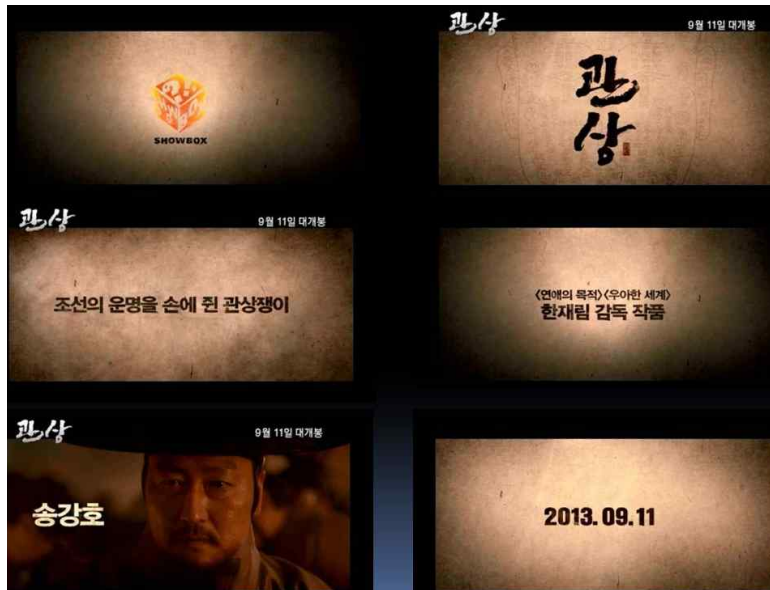 SHOWBOX
관상
9월 11일 대개봉
관
상
관상
9월 11일 대개봉
조선의 운명을 손에 쥔 관상쟁이
<연애의 목적><우아한 세계>
한재림 감독 작품
관상
9월 11일 대개봉
송강호
2013. 09. 11